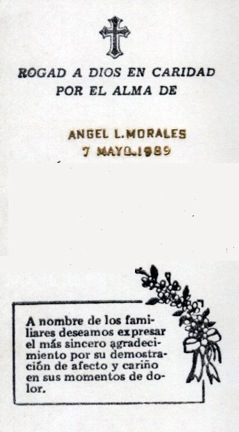 ROGAD A DIOS EN CARIDAD
POR EL ALMA DE
ANGEL L. MORALES
7 MAYO.1989
A nombre de los fami-
liares deseamos expresar
el más sincero agradeci-
miento por su demostra-
ción de afecto y cariño
en sus momentos de do-
lor.